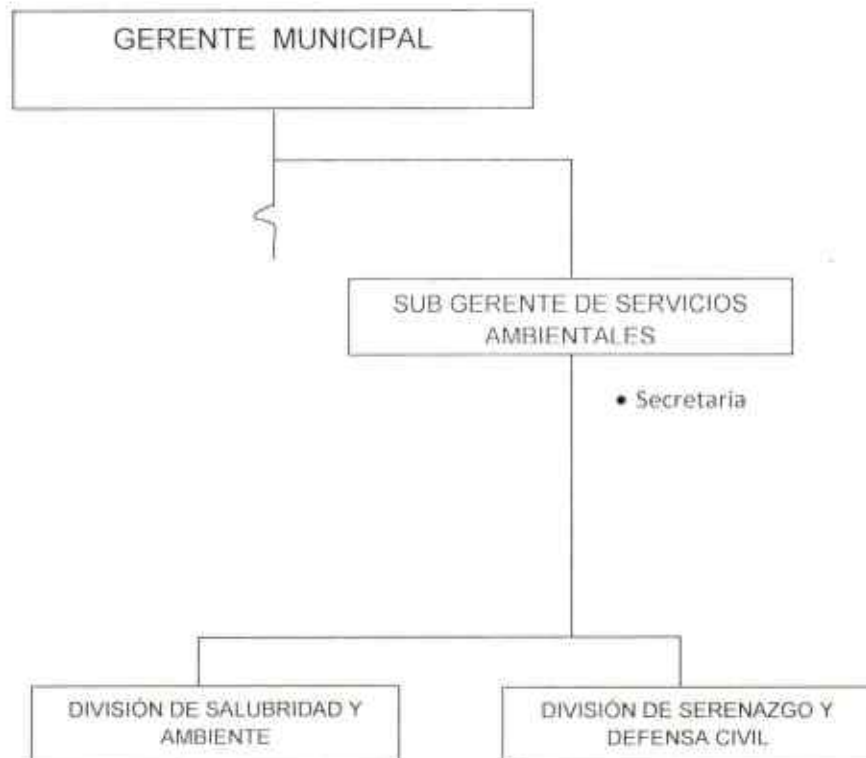 GERENTE MUNICIPAL
SUB GERENTE DE SERVICIOS
AMBIENTALES
• Secretaria
DIVISIÓN DE SALUBRIDAD Y
AMBIENTE
DIVISIÓN DE SERENAZGO Y
DEFENSA CIVIL